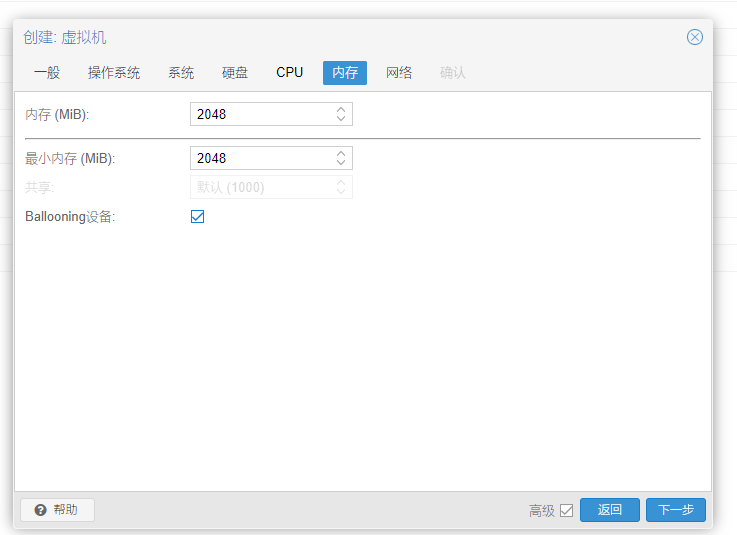 创建: 虚拟机
一般 操作系统 系统 硬盘 CPU 内存 网络 确认
内存 (MiB): 2048
最小内存 (MiB): 2048
共享: 默认 (1000)
Ballooning设备:
帮助 高级 返回 下一步